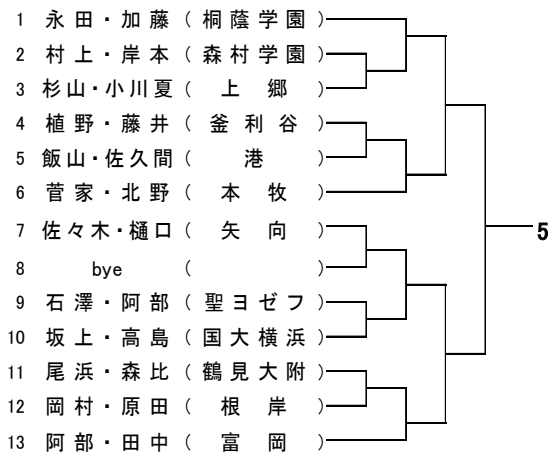 1 永田・加藤 ( 桐蔭学園 )
2 村上・岸本 ( 森村学園 )
3 杉山・小川夏 ( 上郷 )
4 植野・藤井 ( 釜利谷 )
5 飯山・佐久間 ( 港 )
6 菅家・北野 ( 本牧 )
7 佐々木・樋口 ( 矢向 )
8 bye ( )
9 石澤・阿部 ( 聖ヨゼフ )
10 坂上・高島 ( 国大横浜 )
11 尾浜・森比 ( 鶴見大附 )
12 岡村・原田 ( 根岸 )
13 阿部・田中 ( 富岡 )
5